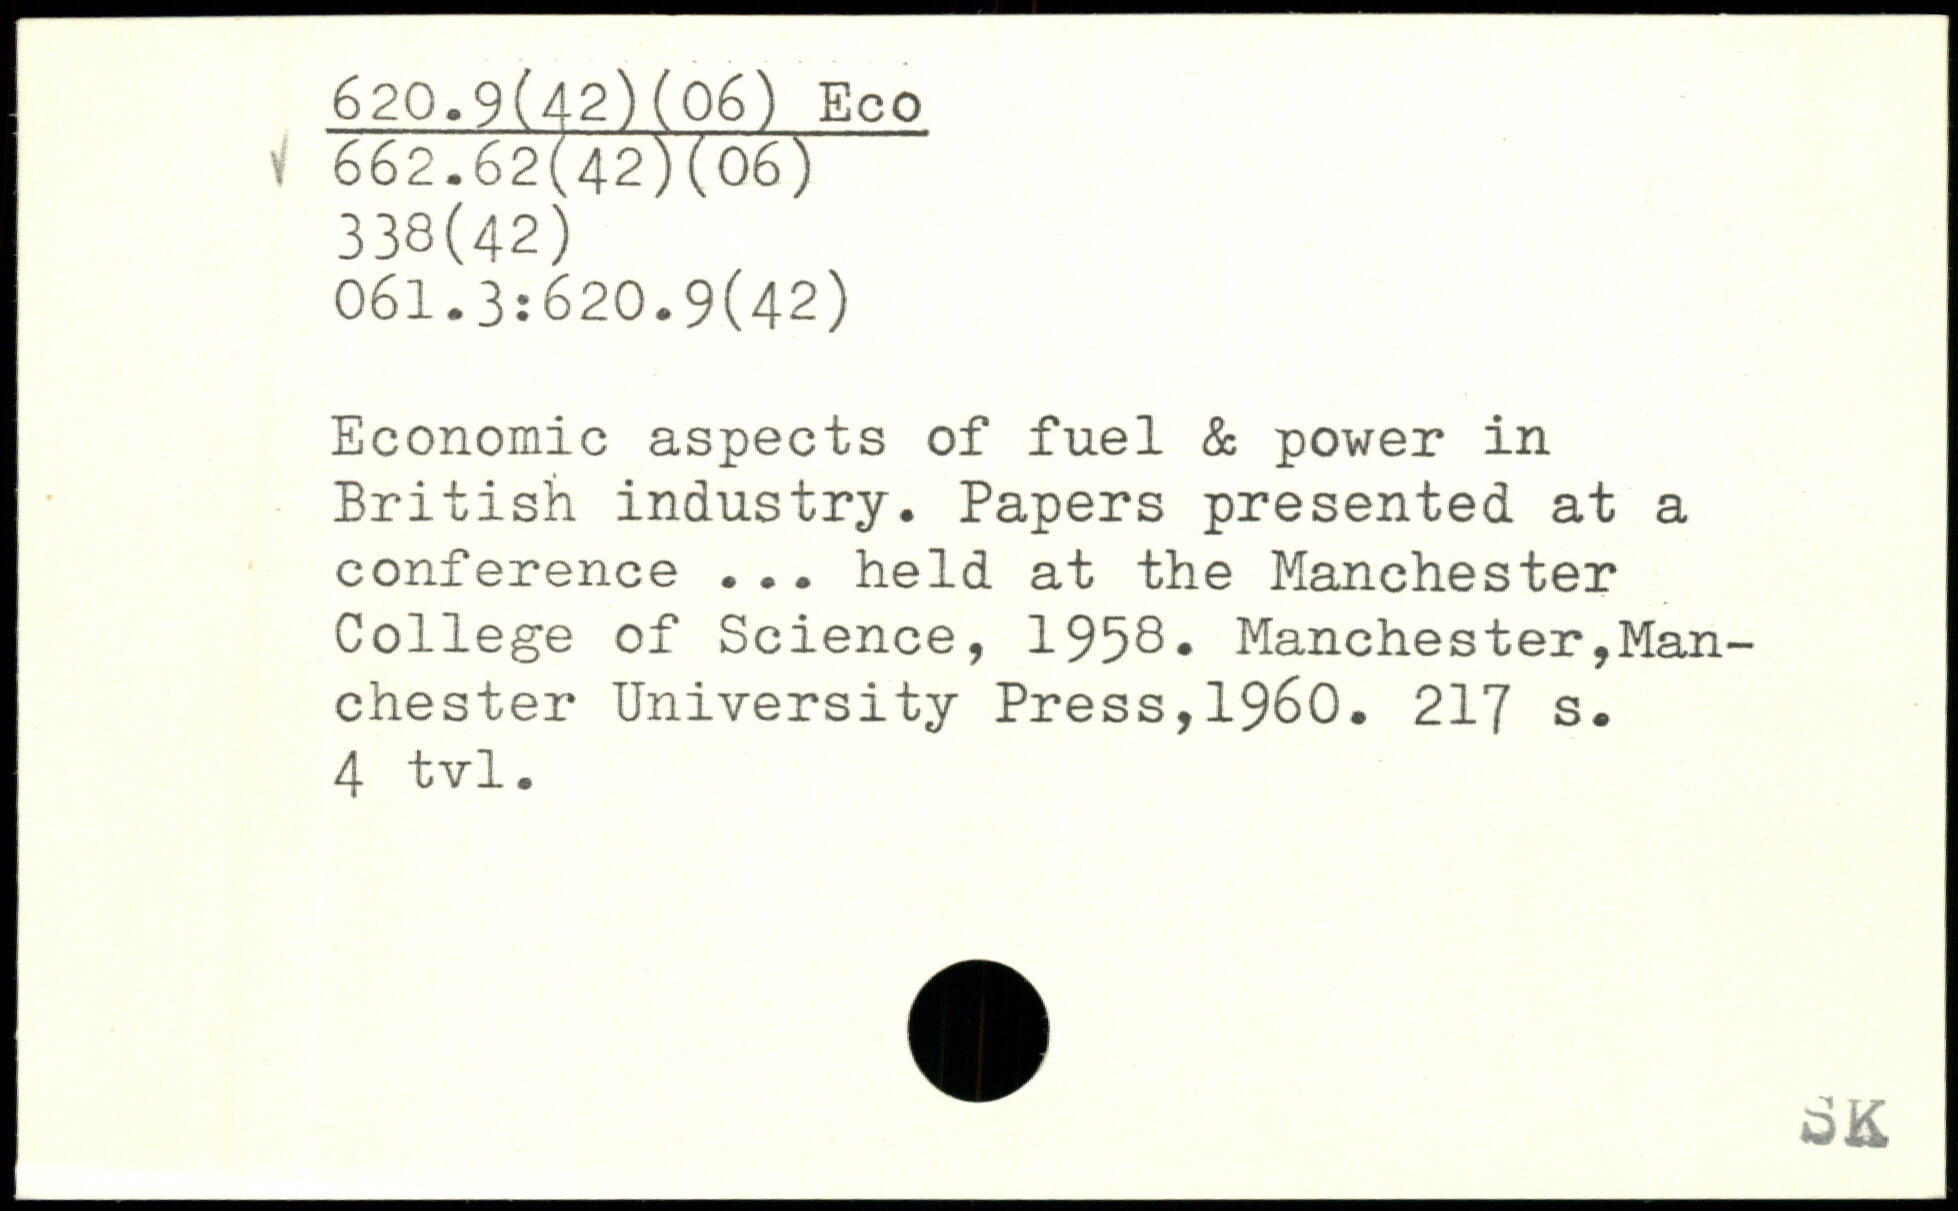 620.9(42)(06) Eco
662.62(42)(06)
338(42)
061.3:620.9(42)
Economic aspects of fuel & power in
British industry. Papers presented at a
conference ... held at the Manchester
College of Science, 1958. Manchester,Man-
chester University Press,1960. 217 s.
4 tvl.
SK